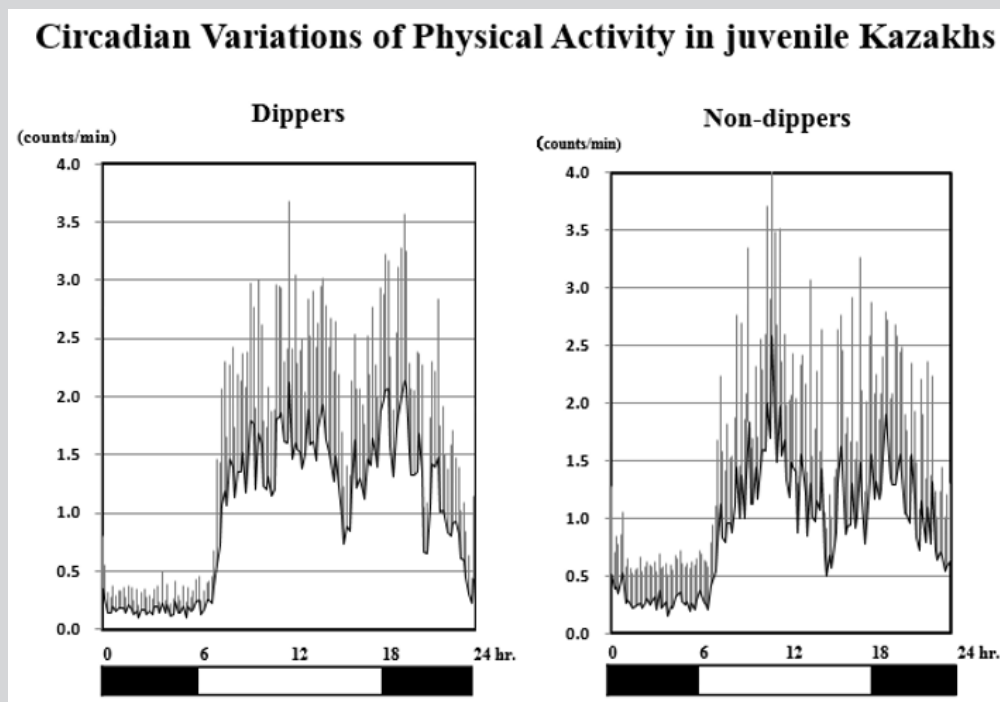 Circadian Variations of Physical Activity in juvenile Kazakhs
Dippers
(counts/min)
4.0
3.5
3.0
2.5
2.0
1.5
1.0
0.5
0.0
0 6 12 18 24 hr.
Non-dippers
(counts/min)
4.0
3.5
3.0
2.5
2.0
1.5
1.0
0.5
0.0
0 6 12 18 24 hr.